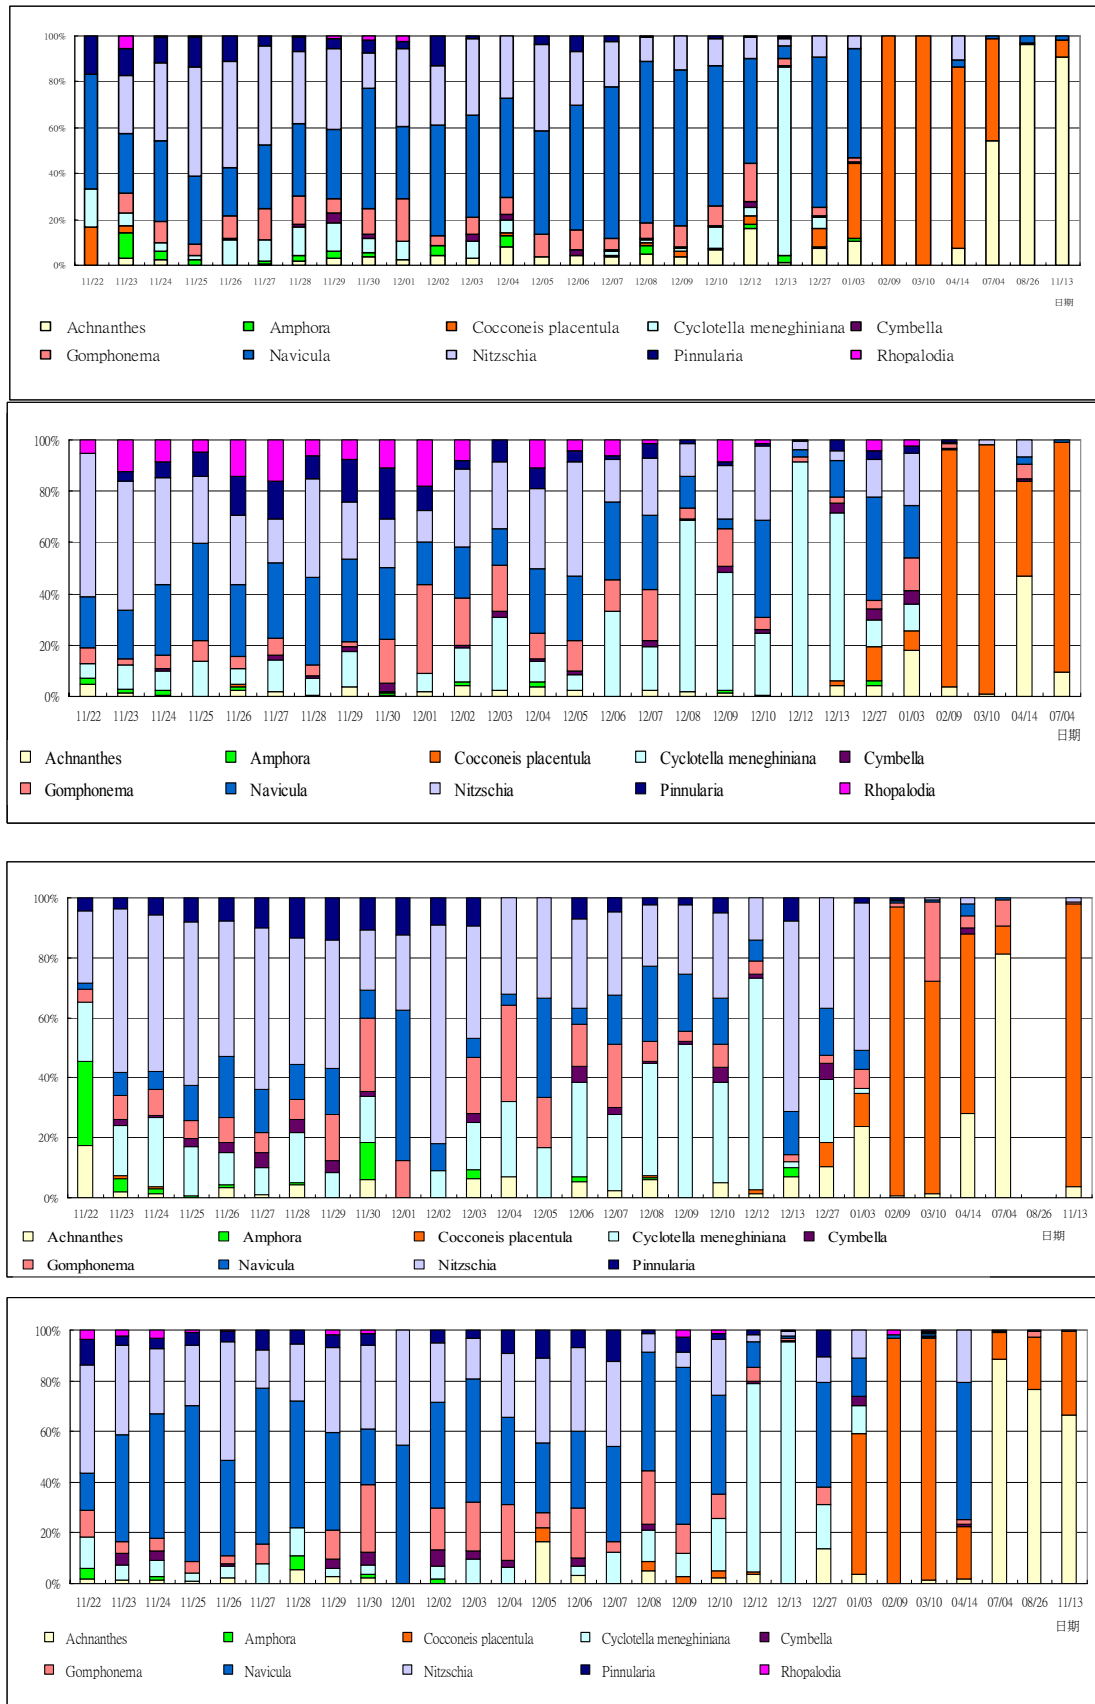 100%
80%
60%
40%
20%
0%
11/22 11/23 11/24 11/25 11/26 11/27 11/28 11/29 11/30 12/01 12/02 12/03 12/04 12/05 12/06 12/07 12/08 12/09 12/10 12/12 12/13 12/27 01/03 02/09 03/10 04/14 07/04 08/26 11/13
日期
Achnanthes Amphora Cocconeis placentula Cyclotella meneghiniana Cymbella
Gomphonema Navicula Nitzschia Pinnularia Rhopalodia
100%
80%
60%
40%
20%
0%
11/22 11/23 11/24 11/25 11/26 11/27 11/28 11/29 11/30 12/01 12/02 12/03 12/04 12/05 12/06 12/07 12/08 12/09 12/10 12/12 12/13 12/27 01/03 02/09 03/10 04/14 07/04
日期
Achnanthes Amphora Cocconeis placentula Cyclotella meneghiniana Cymbella
Gomphonema Navicula Nitzschia Pinnularia Rhopalodia
100%
80%
60%
40%
20%
0%
11/22 11/23 11/24 11/25 11/26 11/27 11/28 11/29 11/30 12/01 12/02 12/03 12/04 12/05 12/06 12/07 12/08 12/09 12/10 12/12 12/13 12/27 01/03 02/09 03/10 04/14 07/04 08/26 11/13
Achnanthes Amphora Cocconeis placentula Cyclotella meneghiniana Cymbella 日期
Gomphonema Navicula Nitzschia Pinnularia
100%
80%
60%
40%
20%
0%
11/22 11/23 11/24 11/25 11/26 11/27 11/28 11/29 11/30 12/01 12/02 12/03 12/04 12/05 12/06 12/07 12/08 12/09 12/10 12/12 12/13 12/27 01/03 02/09 03/10 04/14 07/04 08/26 11/13
日期
Achnanthes Amphora Cocconeis placentula Cyclotella meneghiniana Cymbella
Gomphonema Navicula Nitzschia Pinnularia Rhopalodia